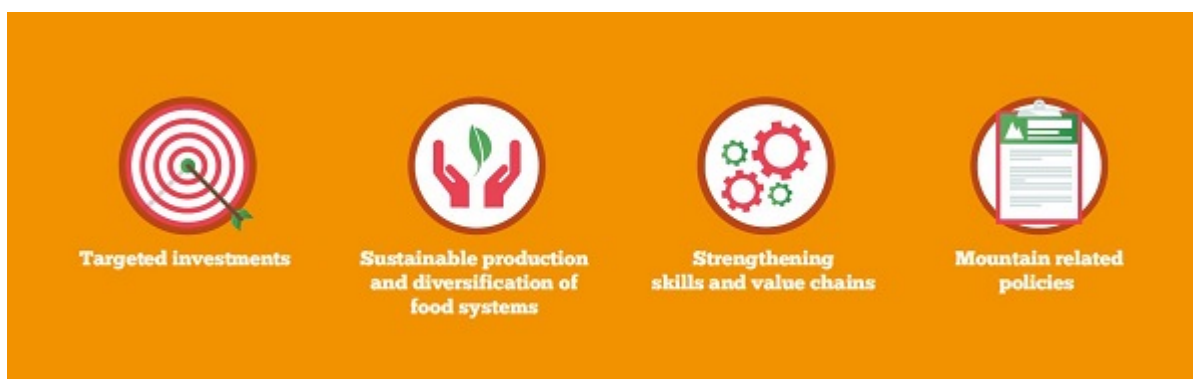 Targeted investments
Sustainable production
and diversification of
food systems
Strengthening
skills and value chains
Mountain related
policies